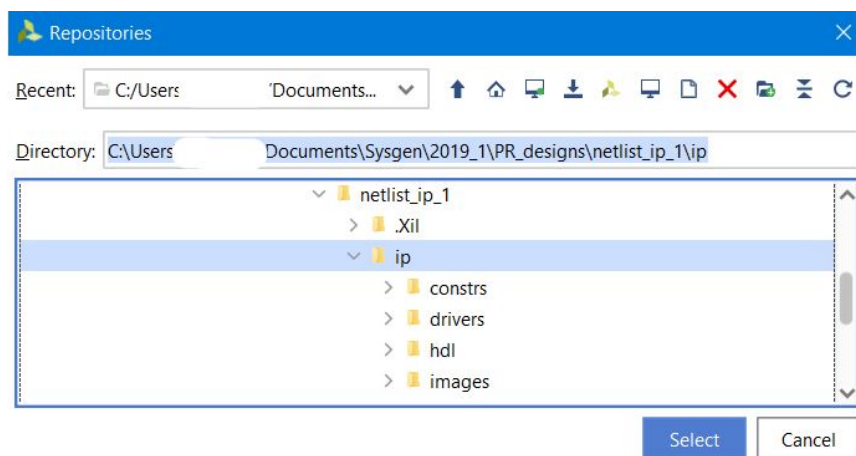 Repositories
Recent: C:/Users 'Documents...
Directory: C:\Users Documents\Sysgen\2019_1\PR_designs\netlist_ip_1\ip
netlist_ip_1
.Xil
ip
constrs
drivers
hdl
images
Select Cancel